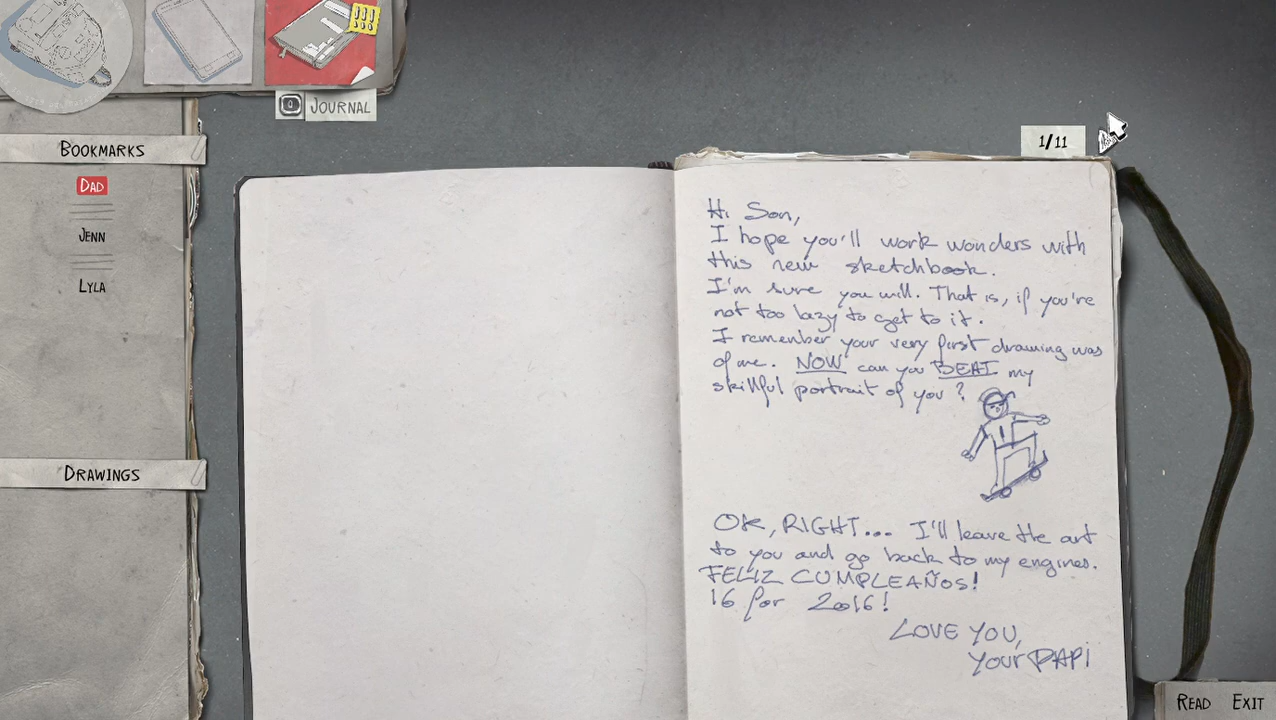 JOURNAL
BOOKMARKS
DAD
JENN
LYLA
DRAWINGS
1/11
Hi Son,
I hope you'll work wonders with
this new sketchbook.
I'm sure you will. That is, if you're
not too lazy to get to it.
I remember your very first drawing was
of me. NOW can you BEAT my
skillful portrait of you?
OK, RIGHT... I'll leave the art
to you and go back to my engines.
FELIZ CUMPLEAÑOS!
16 for 2016!
LOVE YOU,
Your PAPI
READ EXIT